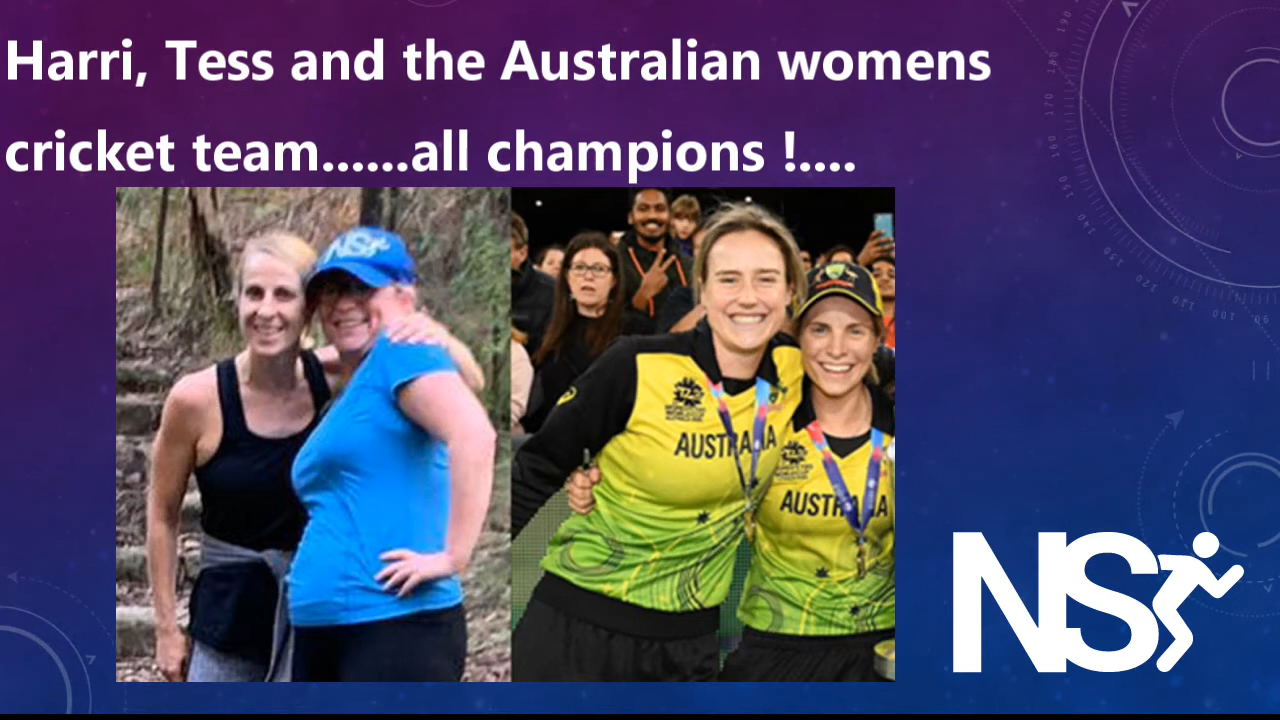 Harri, Tess and the Australian womens
cricket team......all champions !....
NS
AUSTRALIA
AUSTRALIA
NS